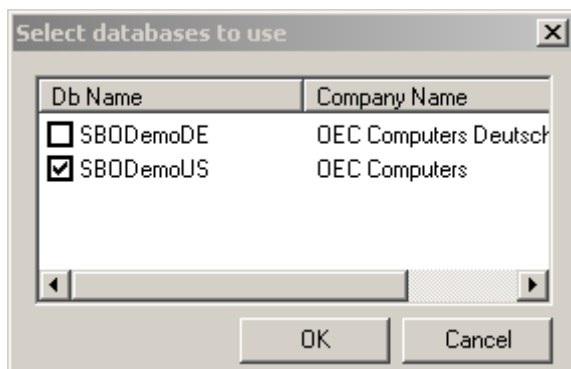 Select databases to use
Db Name Company Name
SBODemoDE OEC Computers Deutsch
SBODemoUS OEC Computers
OK Cancel